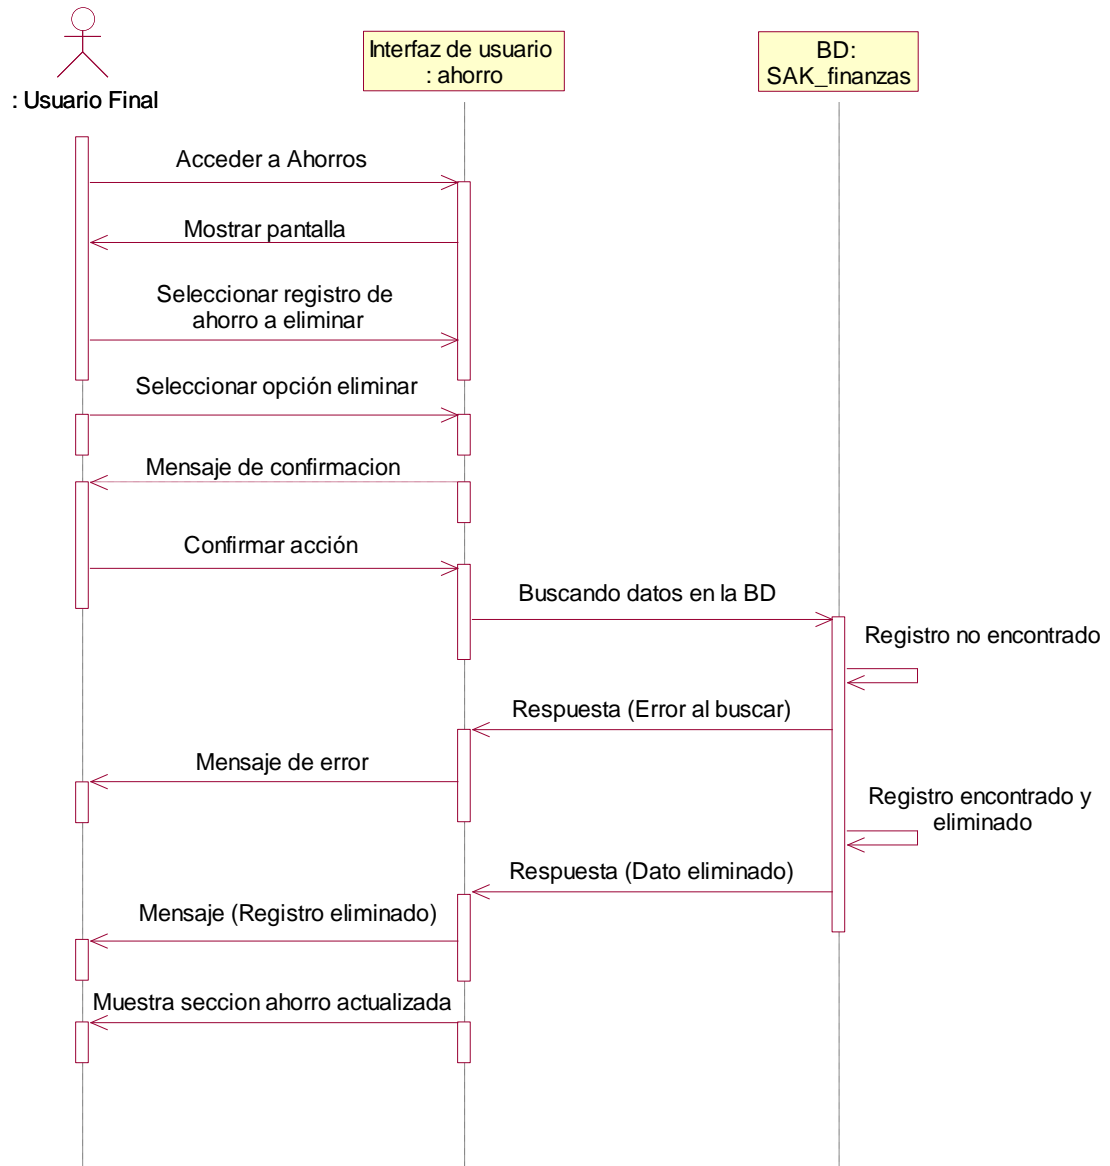 : Usuario Final
Interfaz de usuario
: ahorro
BD:
SAK_finanzas
Acceder a Ahorros
Mostrar pantalla
Seleccionar registro de
ahorro a eliminar
Seleccionar opción eliminar
Mensaje de confirmacion
Confirmar acción
Buscando datos en la BD
Registro no encontrado
Respuesta (Error al buscar)
Mensaje de error
Registro encontrado y
eliminado
Respuesta (Dato eliminado)
Mensaje (Registro eliminado)
Muestra seccion ahorro actualizada